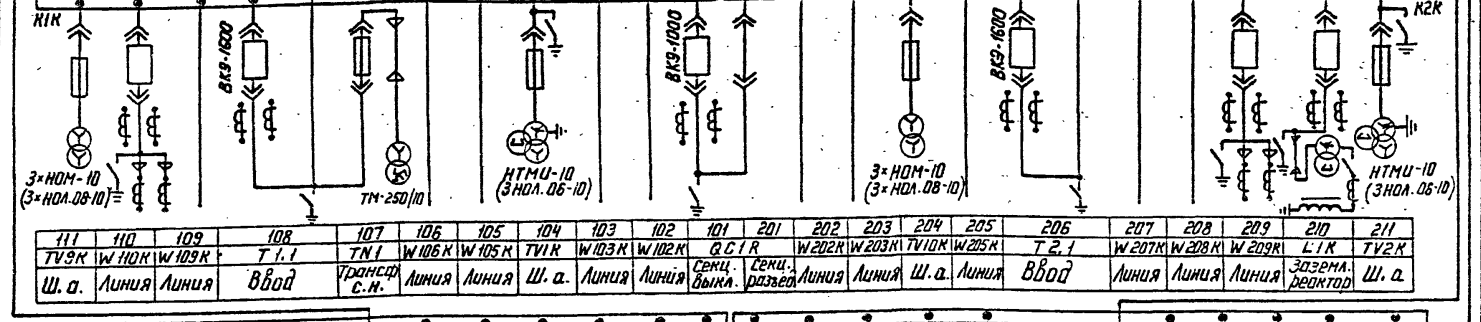 К1К
К2К
ВКЭ-1600
ВКЭ-1000
ВКЭ-1600
3×НОМ-10
(3×НОЛ.08-10)
ТМ-250/10
НТМИ-10
(3НОЛ.06-10)
3×НОМ-10
(3×НОЛ.08-10)
НТМИ-10
(3НОЛ.06-10)
111 110 109 108 107 106 105 104 103 102 101 201 202 203 204 205 206 207 208 209 210 211
TV9K W110K W109K T1.1 TN1 W106K W105K TV1K W103K W102K QC1K W202K W203K TV10K W205K T2.1 W207K W208K W209K L1K TV2K
Ш.а. Линия Линия Ввод Трансф. с.н. Линия Линия Ш.а. Линия Линия Секц. выкл. Секц. разъед. Линия Линия Ш.а. Линия Ввод Линия Линия Линия Заземл. реактор Ш.а.